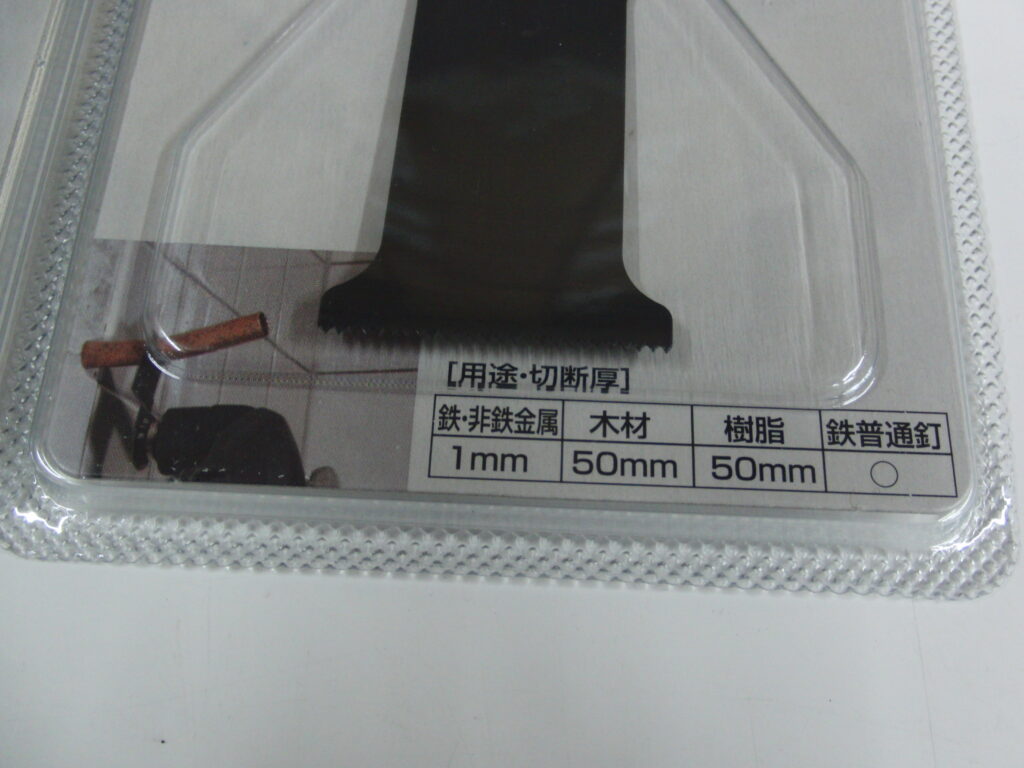 [用途・切断厚]
鉄・非鉄金属 木材 樹脂 鉄普通釘
1mm 50mm 50mm ○